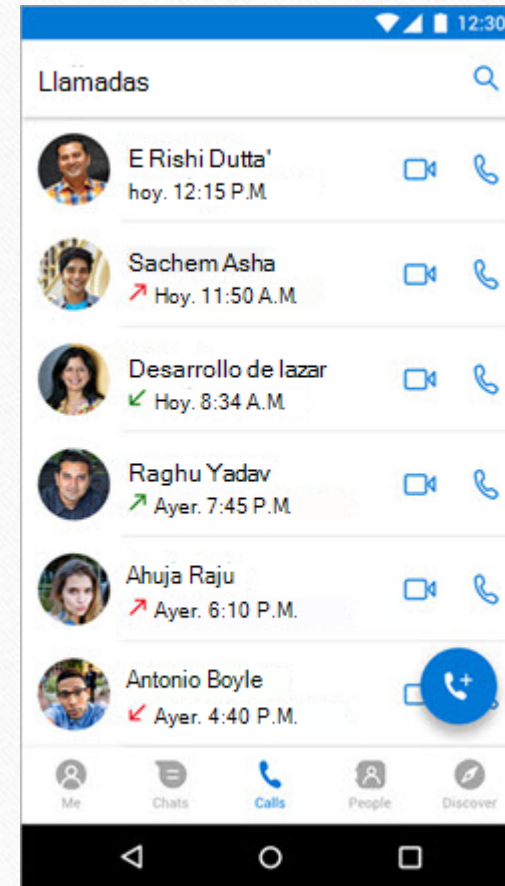 12:30
Llamadas
E Rishi Dutta'
hoy. 12:15 P.M.
Sachem Asha
Hoy. 11:50 A.M.
Desarrollo de lazar
Hoy. 8:34 A.M.
Raghu Yadav
Ayer. 7:45 P.M.
Ahuja Raju
Ayer. 6:10 P.M.
Antonio Boyle
Ayer. 4:40 P.M.
Me Chats Calls People Discover